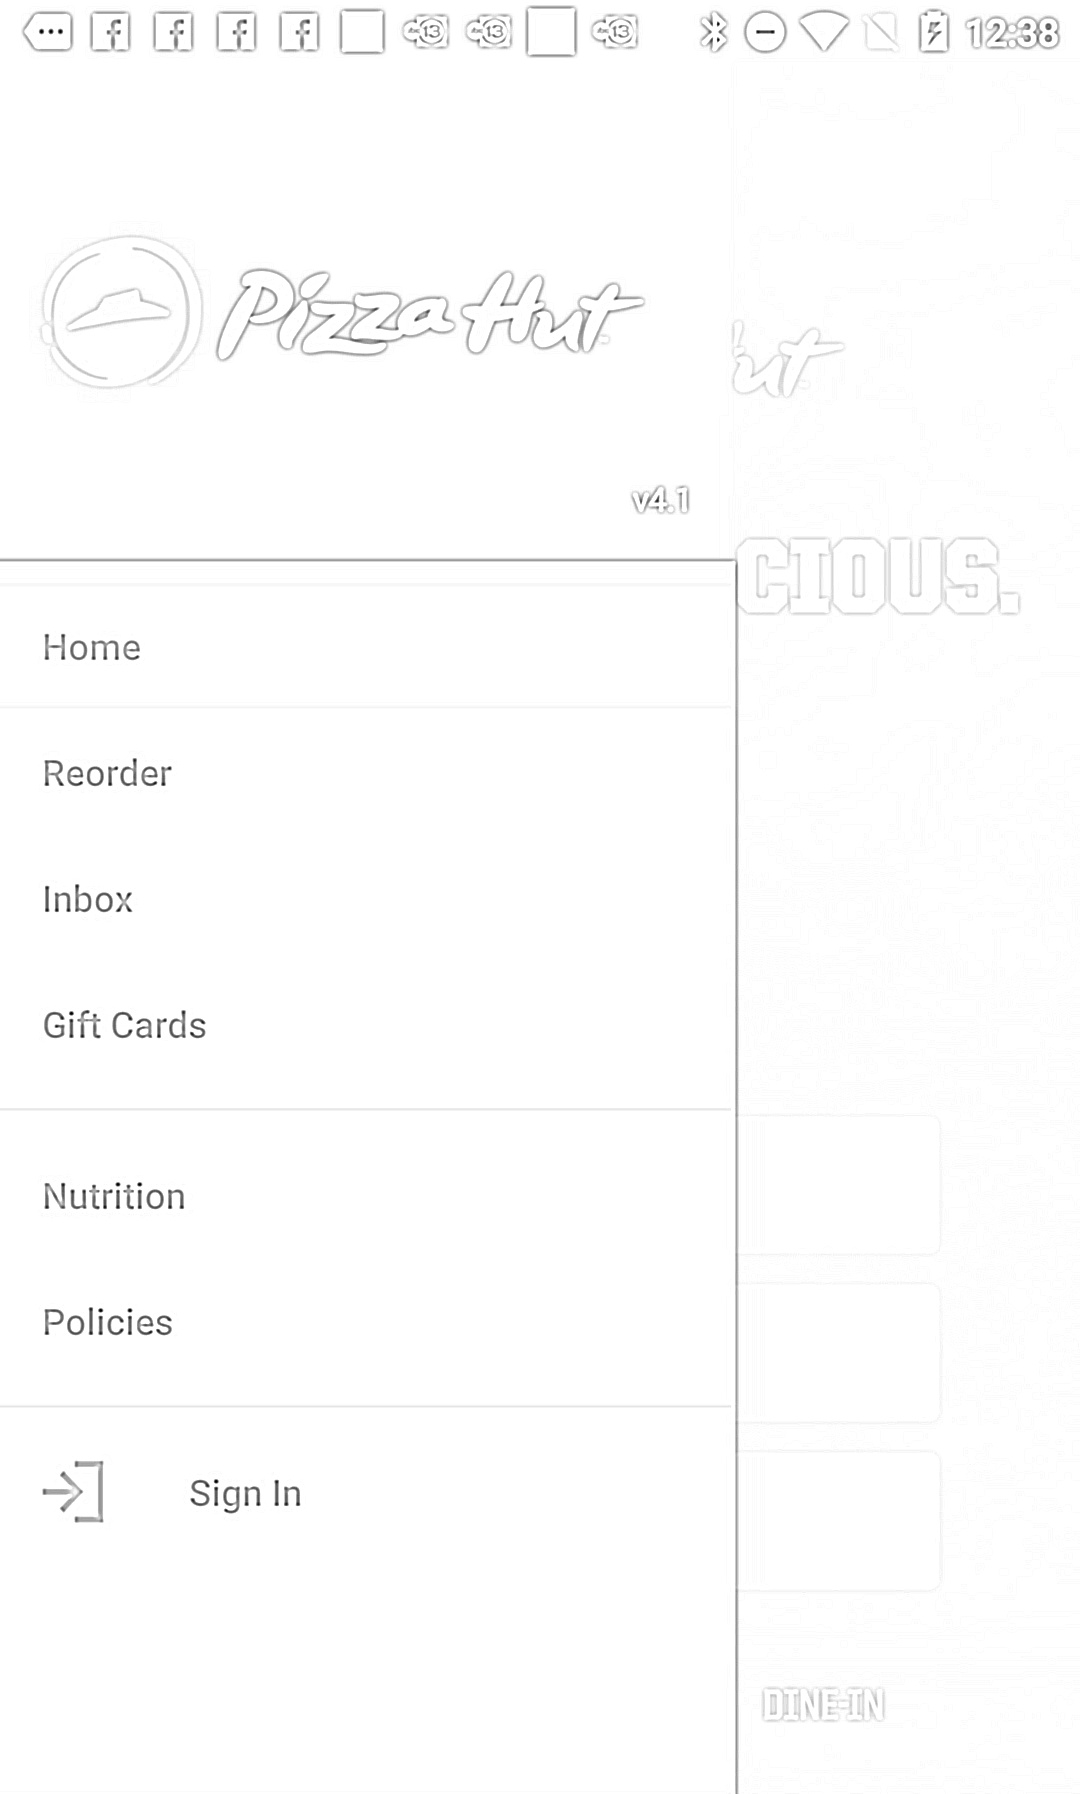 12:38
Pizza Hut
ut
v4.1
CIOUS.
Home
Reorder
Inbox
Gift Cards
Nutrition
Policies
Sign In
DINE-IN